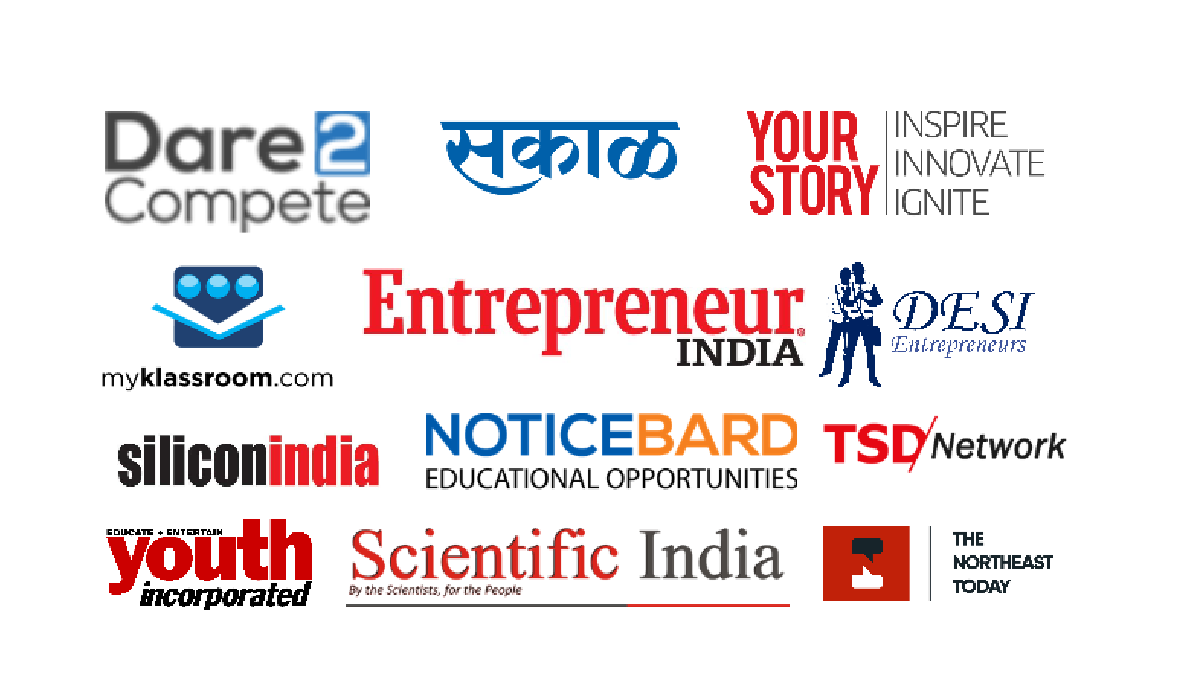 Dare2
Compete
सकाळ
YOUR
STORY
INSPIRE
INNOVATE
IGNITE
myklassroom.com
Entrepreneur®
INDIA
DESI
Entrepreneurs
siliconindia
NOTICEBARD
EDUCATIONAL OPPORTUNITIES
TSD/Network
EDUCATE + ENTERTAIN
youth
incorporated
Scientific India
By the Scientists, for the People
THE
NORTHEAST
TODAY